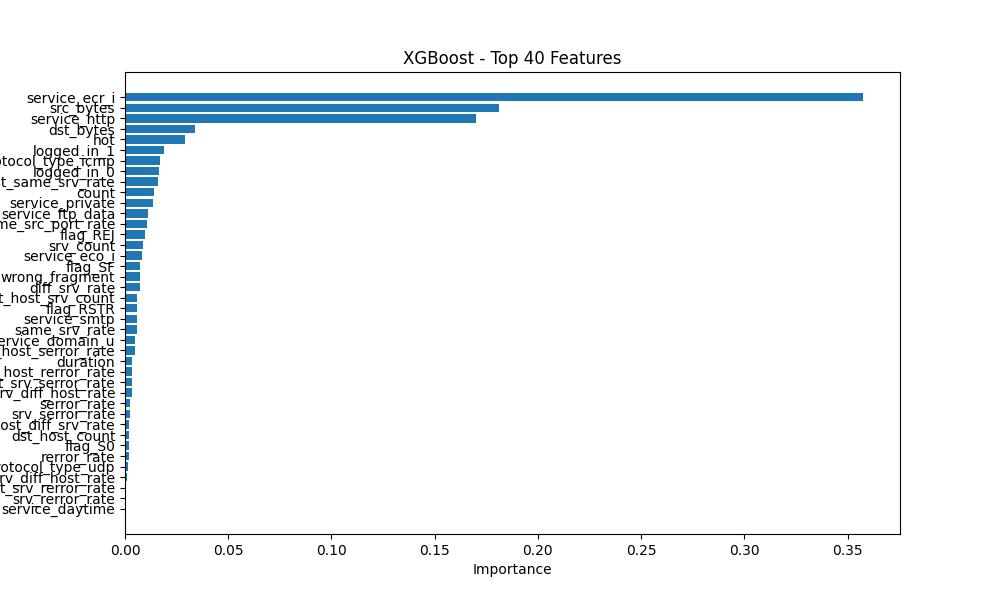 XGBoost - Top 40 Features
service_ecr_i
src_bytes
service_http
dst_bytes
hot
logged_in_1
otocol_type_icmp
logged_in_0
t_same_srv_rate
count
service_private
service_ftp_data
me_src_port_rate
flag_REJ
srv_count
service_eco_i
flag_SF
wrong_fragment
diff_srv_rate
t_host_srv_count
flag_RSTR
service_smtp
same_srv_rate
ervice_domain_u
host_serror_rate
duration
host_rerror_rate
t_srv_serror_rate
rv_diff_host_rate
serror_rate
srv_serror_rate
ost_diff_srv_rate
dst_host_count
flag_S0
rerror_rate
otocol_type_udp
rv_diff_host_rate
t_srv_rerror_rate
srv_rerror_rate
service_daytime
0.00 0.05 0.10 0.15 0.20 0.25 0.30 0.35
Importance